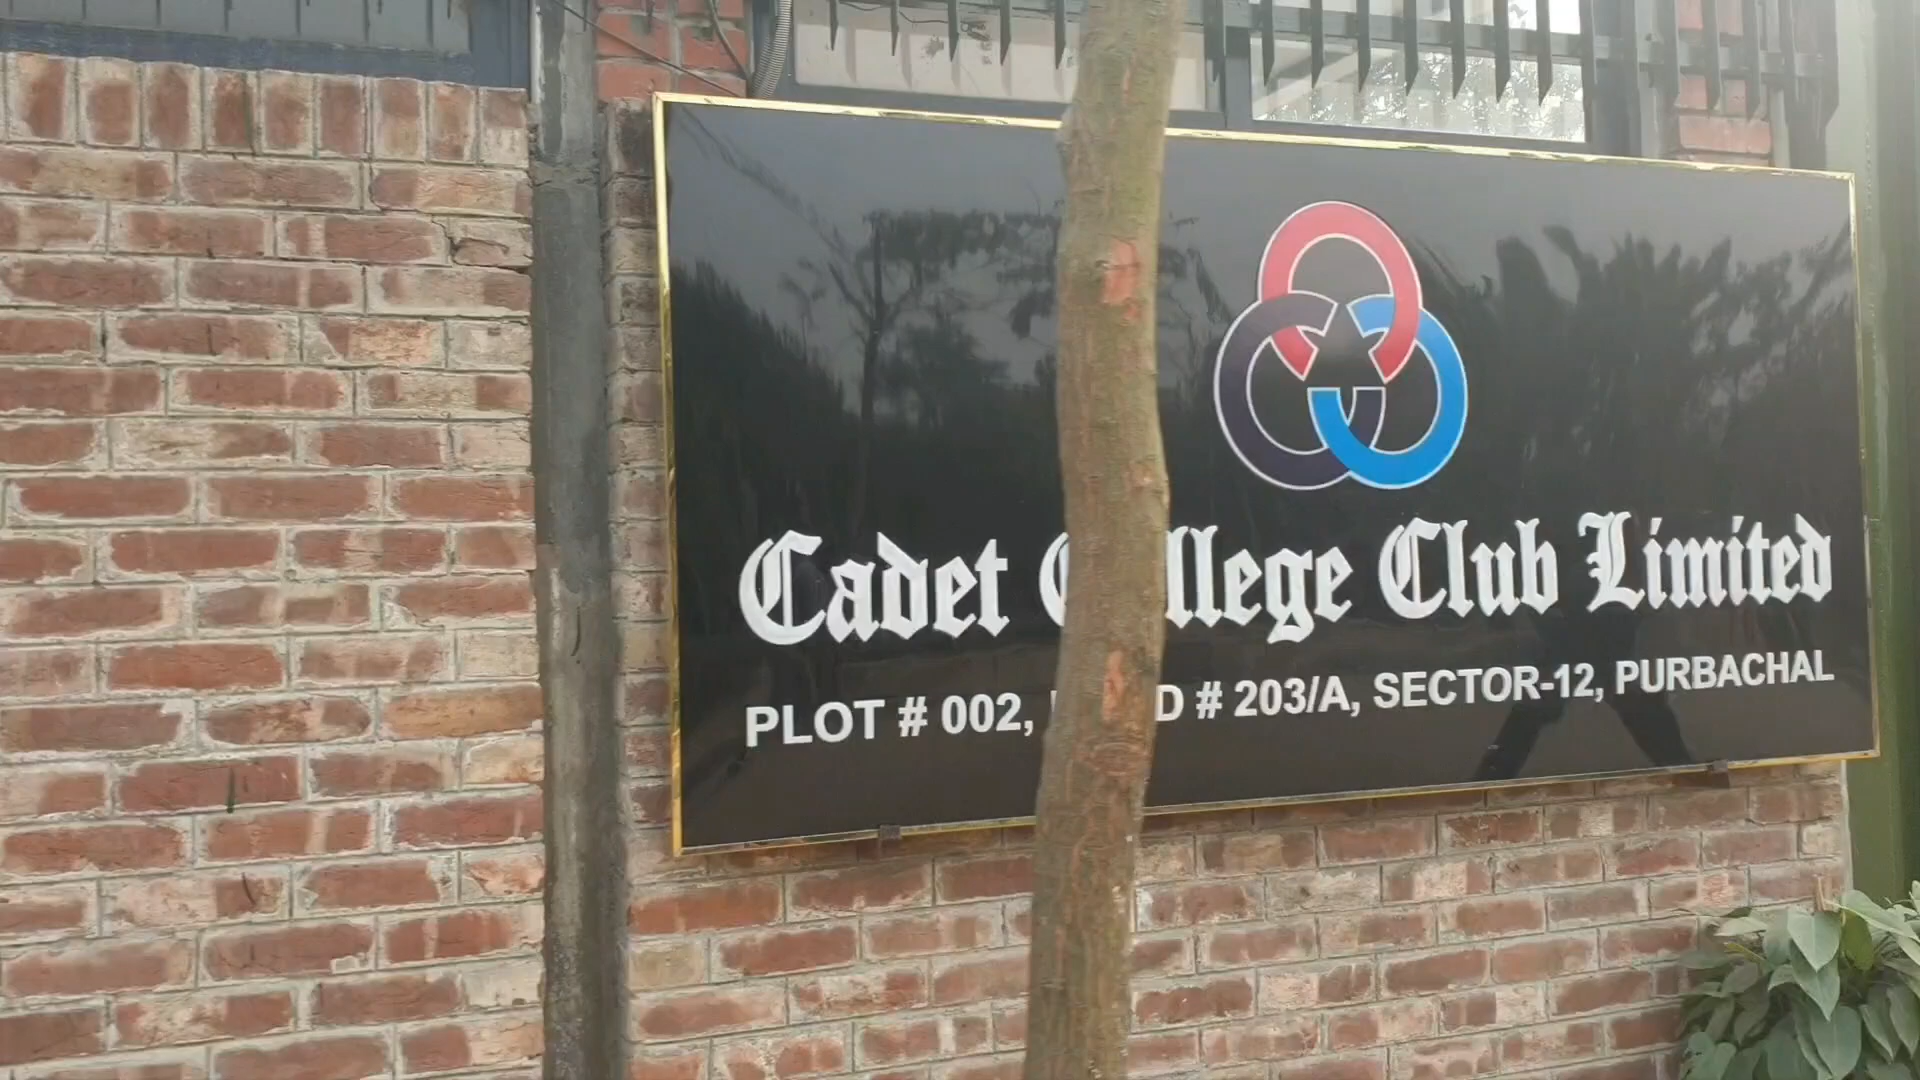 Cadet College Club Limited
PLOT # 002, ROAD # 203/A, SECTOR-12, PURBACHAL